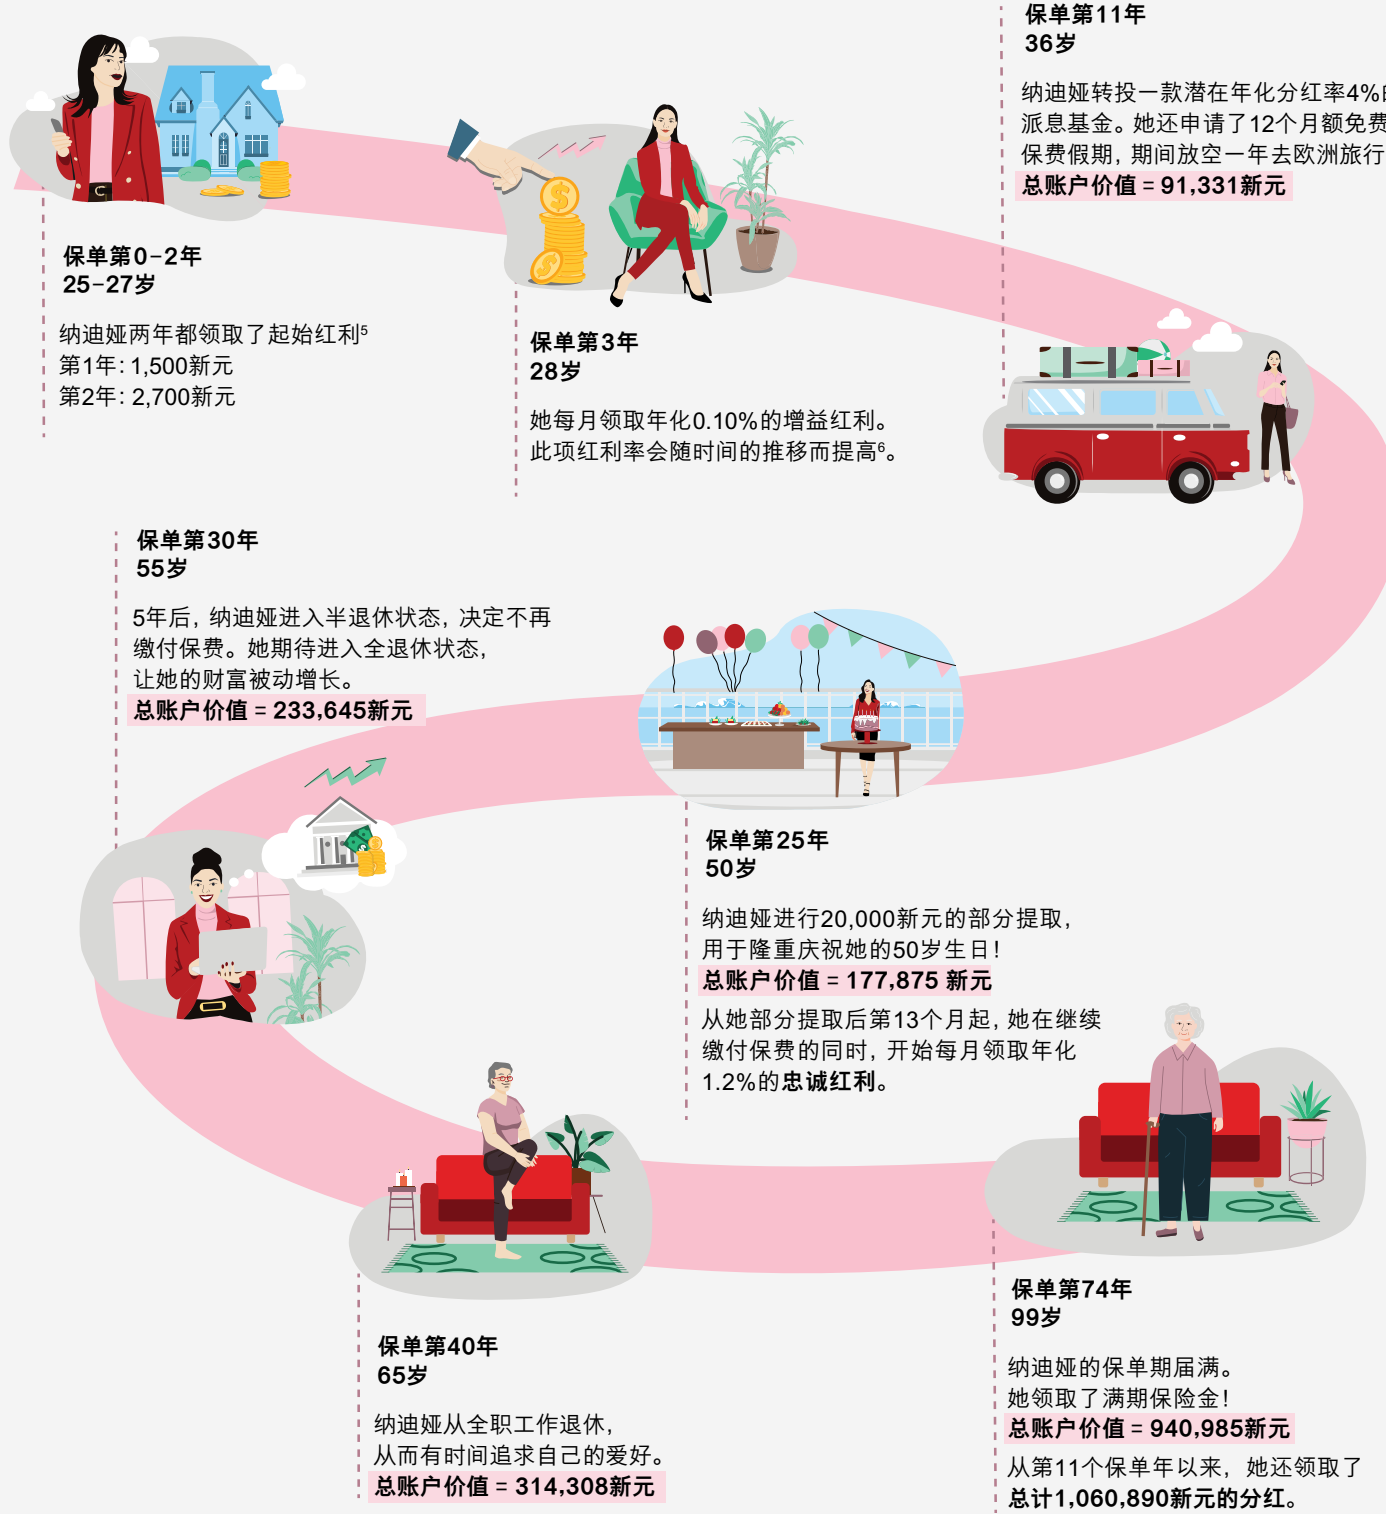 保单第0-2年
25-27岁
纳迪娅两年都领取了起始红利5
第1年：1,500新元
第2年：2,700新元
保单第3年
28岁
她每月领取年化0.10%的增益红利。
此项红利率会随时间的推移而提高6。
保单第11年
36岁
纳迪娅转投一款潜在年化分红率4%的
派息基金。她还申请了12个月额免费
保费假期，期间放空一年去欧洲旅行
总账户价值 = 91,331新元
保单第25年
50岁
纳迪娅进行20,000新元的部分提取，
用于隆重庆祝她的50岁生日！
总账户价值 = 177,875 新元
从她部分提取后第13个月起，她在继续
缴付保费的同时，开始每月领取年化
1.2%的忠诚红利。
保单第30年
55岁
5年后，纳迪娅进入半退休状态，决定不再
缴付保费。她期待进入全退休状态，
让她的财富被动增长。
总账户价值 = 233,645新元
保单第40年
65岁
纳迪娅从全职工作退休，
从而有时间追求自己的爱好。
总账户价值 = 314,308新元
保单第74年
99岁
纳迪娅的保单期届满。
她领取了满期保险金！
总账户价值 = 940,985新元
从第11个保单年以来，她还领取了
总计1,060,890新元的分红。